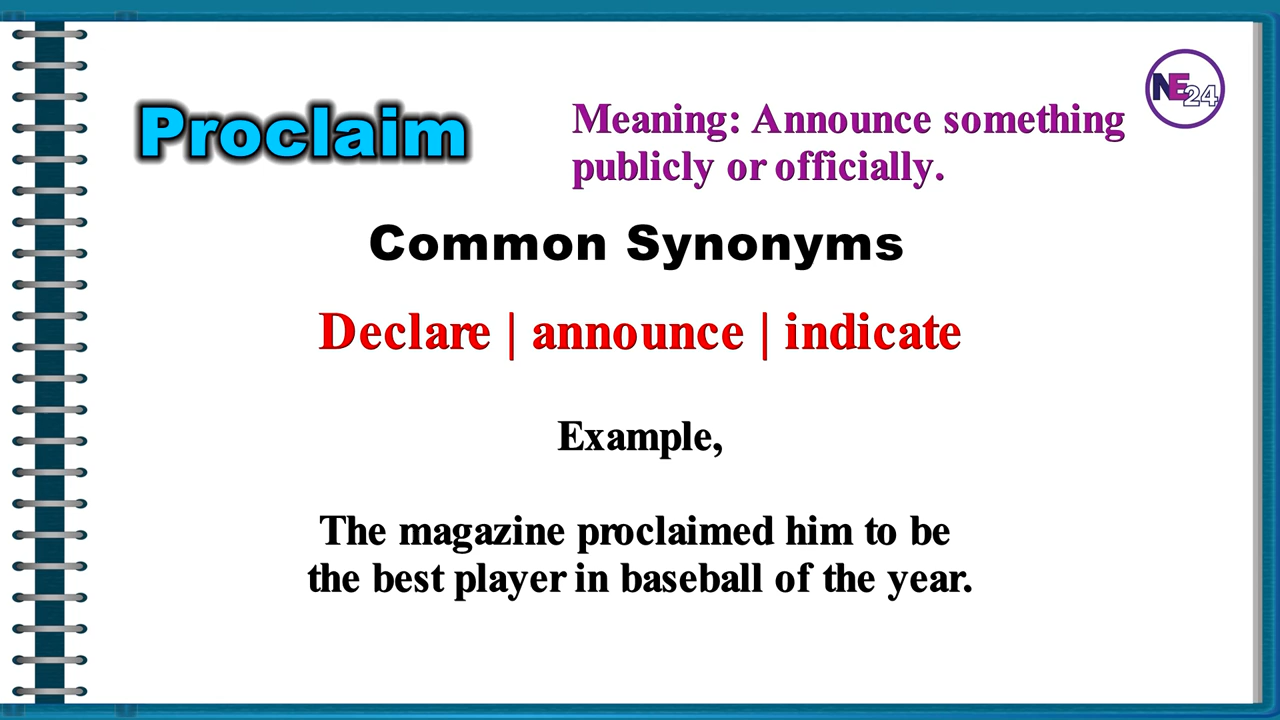 NE24
Proclaim
Meaning: Announce something
publicly or officially.
Common Synonyms
Declare | announce | indicate
Example,
The magazine proclaimed him to be
the best player in baseball of the year.